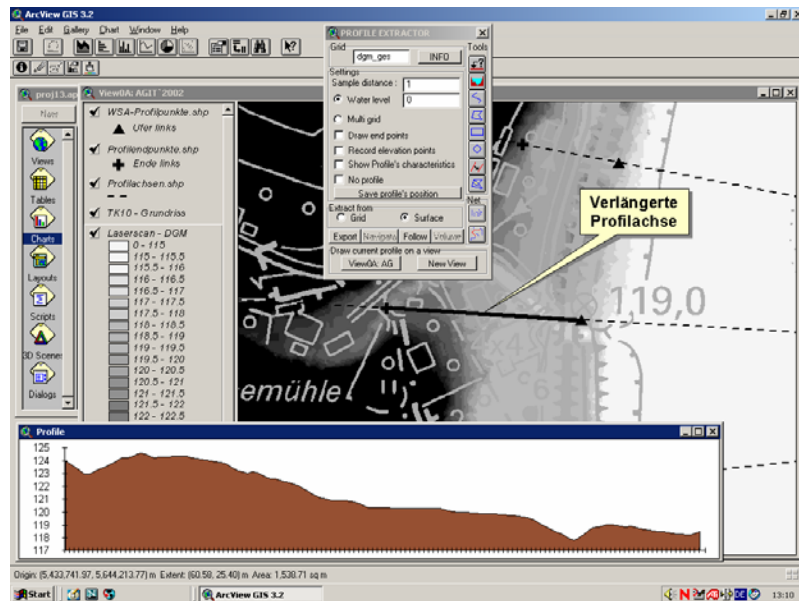 ArcView GIS 3.2
File Edit Gallery Chart Window Help
proj13.ap
New
Views
Tables
Charts
Layouts
Scripts
3D Scenes
Dialogs
View0A: AGIT`2002
WSA-Profilpunkte.shp
Ufer links
Profilendpunkte.shp
Ende links
Profilachsen.shp
TK10 - Grundriss
Laserscan - DGM
0 - 115
115 - 115.5
115.5 - 116
116 - 116.5
116.5 - 117
117 - 117.5
117.5 - 118
118 - 118.5
118.5 - 119
119 - 119.5
119.5 - 120
120 - 120.5
120.5 - 121
121 - 121.5
121.5 - 122
122 - 122.5
PROFILE EXTRACTOR
Grid
dgm_ges
INFO
Tools
Settings
Sample distance : 1
Water level 0
Multi grid
Draw end points
Record elevation points
Show Profile's characteristics
No profile
Save profile's position
Net
Extract from
Grid Surface
Export Navigate Follow Volume
Draw current profile on a view
View0A: AG New View
Verlängerte
Profilachse
119,0
emühle
Profile
125
124
123
122
121
120
119
118
117
Origin: (5,433,741.97, 5,644,213.77) m Extent: (60.58, 25.40) m Area: 1,538.71 sq m
Start
ArcView GIS 3.2
13:10